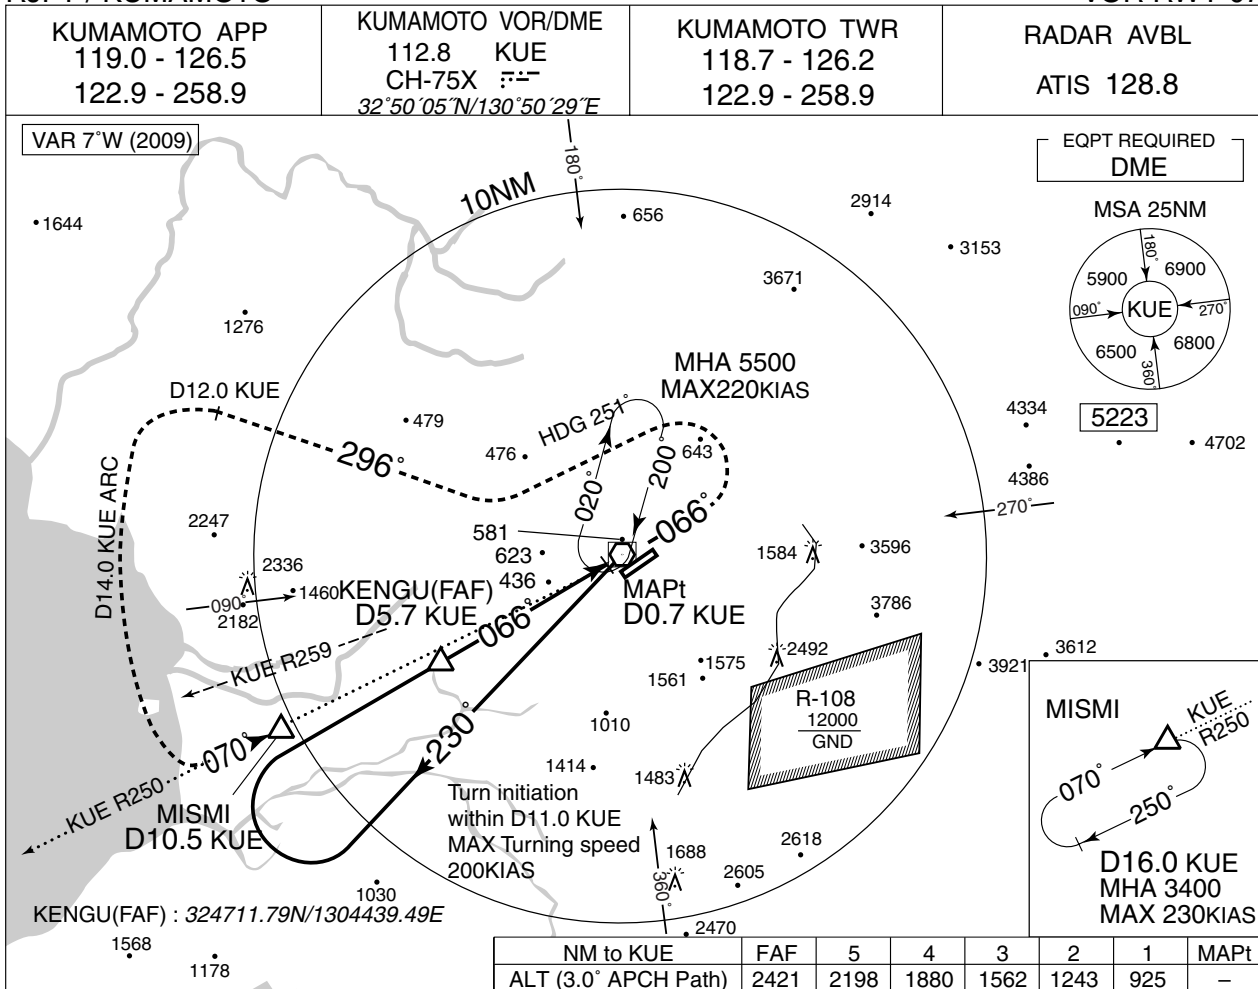 KUMAMOTO APP
119.0 - 126.5
122.9 - 258.9
KUMAMOTO VOR/DME
112.8 KUE
CH-75X
32°50´05˝N/130°50´29˝E
KUMAMOTO TWR
118.7 - 126.2
122.9 - 258.9
RADAR AVBL
ATIS 128.8
VAR 7°W (2009)
EQPT REQUIRED
DME
MSA 25NM
180°
5900
6900
090°
KUE
270°
6500
6800
360°
180°
10NM
1644
656
2914
3153
3671
1276
MHA 5500
MAX220KIAS
D12.0 KUE
479
HDG 251°
4334
5223
4702
296°
476
643
4386
D14.0 KUE ARC
020°
200°
066°
270°
2247
581
623
436
1584
3596
2336
1460
090°
2182
KENGU(FAF)
D5.7 KUE
MAPt
D0.7 KUE
3786
066°
KUE R259
2492
1575
1561
3612
3921
R-108
12000
GND
230°
1010
070°
KUE R250
MISMI
D10.5 KUE
1414
1483
Turn initiation
within D11.0 KUE
MAX Turning speed
200KIAS
1688
360°
2618
2605
1030
2470
MISMI
KUE
R250
070°
250°
D16.0 KUE
MHA 3400
MAX 230KIAS
KENGU(FAF) : 324711.79N/1304439.49E
1568
1178
NM to KUE FAF 5 4 3 2 1 MAPt
ALT (3.0° APCH Path) 2421 2198 1880 1562 1243 925 –